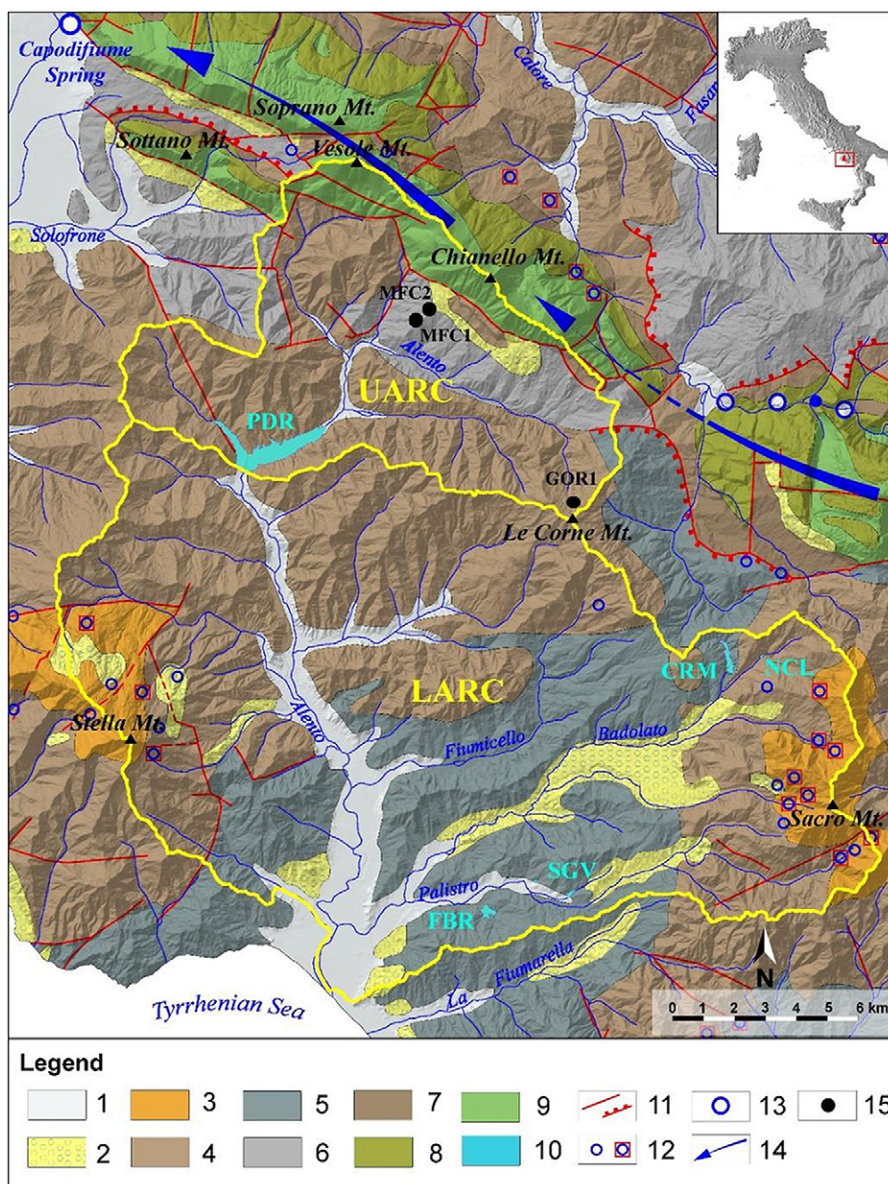 Capodifiume
Spring
Calore
Fasanella
Soprano Mt.
Sottano Mt.
Vesole Mt.
Solofrone
Chianello Mt.
MFC2
MFC1
Alento
UARC
PDR
GOR1
Le Corne Mt.
CRM
NCL
LARC
Stella Mt.
Alento
Fiumicello
Badolato
Sacro Mt.
SGV
Palistro
FBR
La Fiumarella
N
Tyrrhenian Sea
0 1 2 3 4 5 6 km
Legend
1 3 5 7 9 11 13 15
2 4 6 8 10 12 14